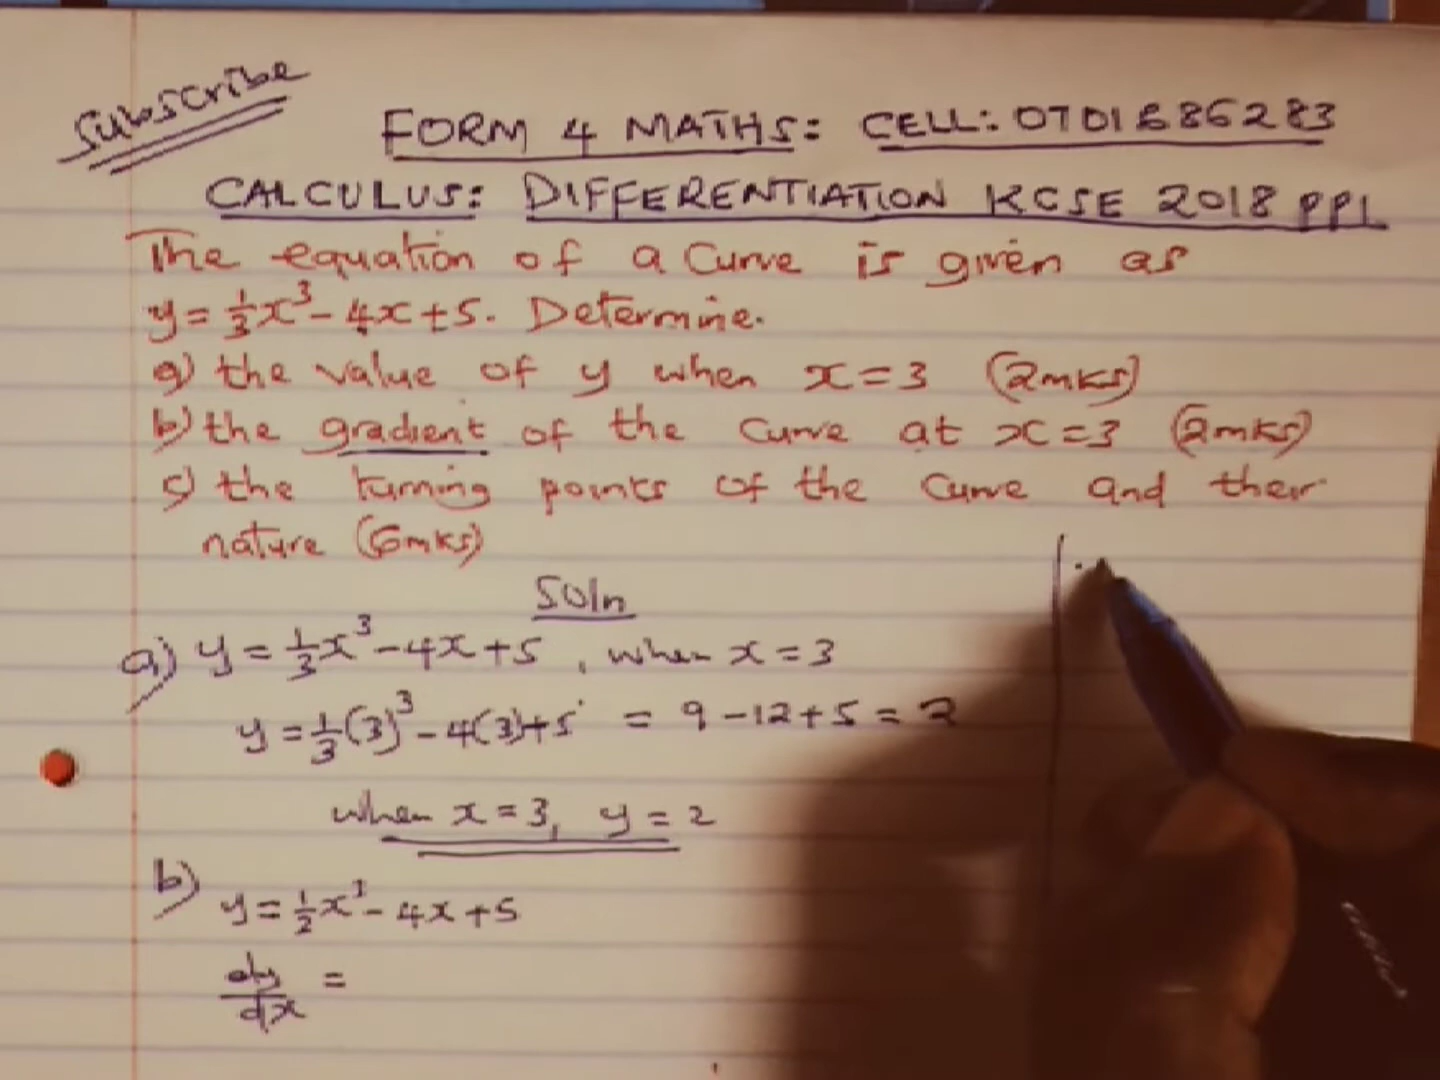 Subscribe
FORM 4 MATHS: CELL: 0701686283
CALCULUS: DIFFERENTIATION KCSE 2018 PP1
The equation of a curve is given as
y = 1/3x³ - 4x + 5. Determine.
a) the value of y when x = 3 (2mks)
b) the gradient of the curve at x = 3 (2mks)
c) the turning points of the curve and their
nature (6mks)
Soln
a) y = 1/3x³ - 4x + 5, when x = 3
y = 1/3(3)³ - 4(3) + 5 = 9 - 12 + 5 = 2
when x = 3, y = 2
b)
y = 1/2x³ - 4x + 5
dy/dx =